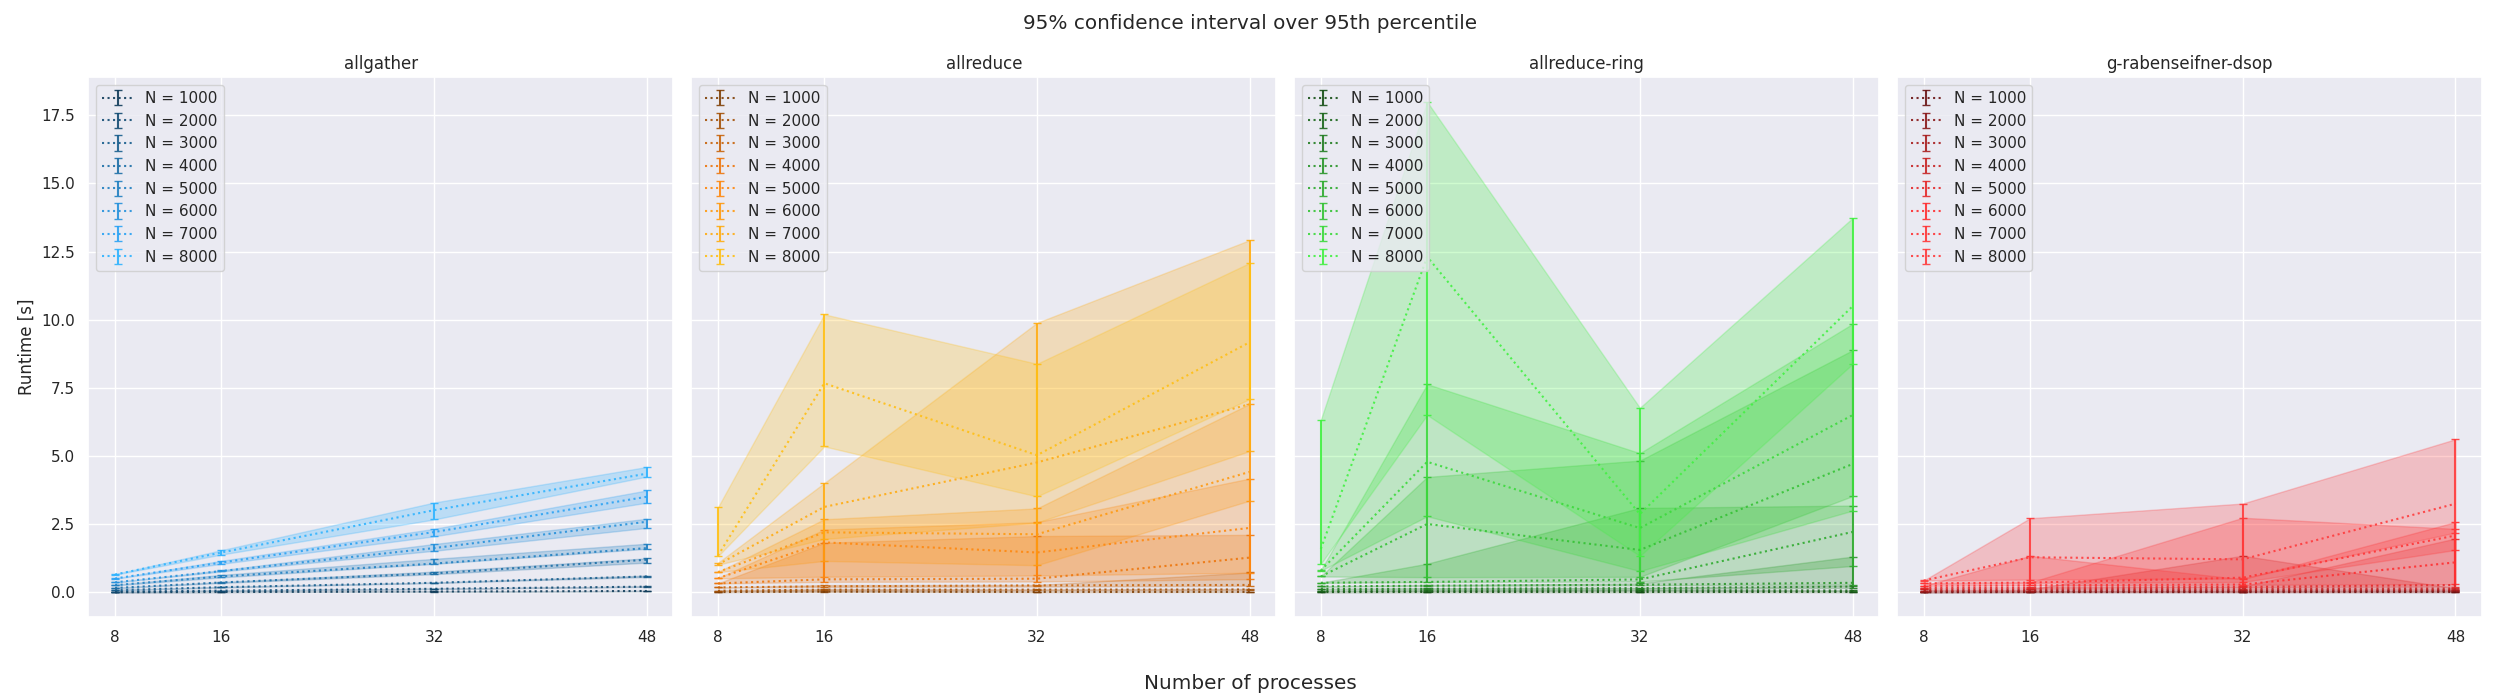 95% confidence interval over 95th percentile
allgather
allreduce
allreduce-ring
g-rabenseifner-dsop
Runtime [s]
17.5
15.0
12.5
10.0
7.5
5.0
2.5
0.0
N = 1000
N = 2000
N = 3000
N = 4000
N = 5000
N = 6000
N = 7000
N = 8000
8 16 32 48
N = 1000
N = 2000
N = 3000
N = 4000
N = 5000
N = 6000
N = 7000
N = 8000
8 16 32 48
N = 1000
N = 2000
N = 3000
N = 4000
N = 5000
N = 6000
N = 7000
N = 8000
8 16 32 48
N = 1000
N = 2000
N = 3000
N = 4000
N = 5000
N = 6000
N = 7000
N = 8000
8 16 32 48
Number of processes